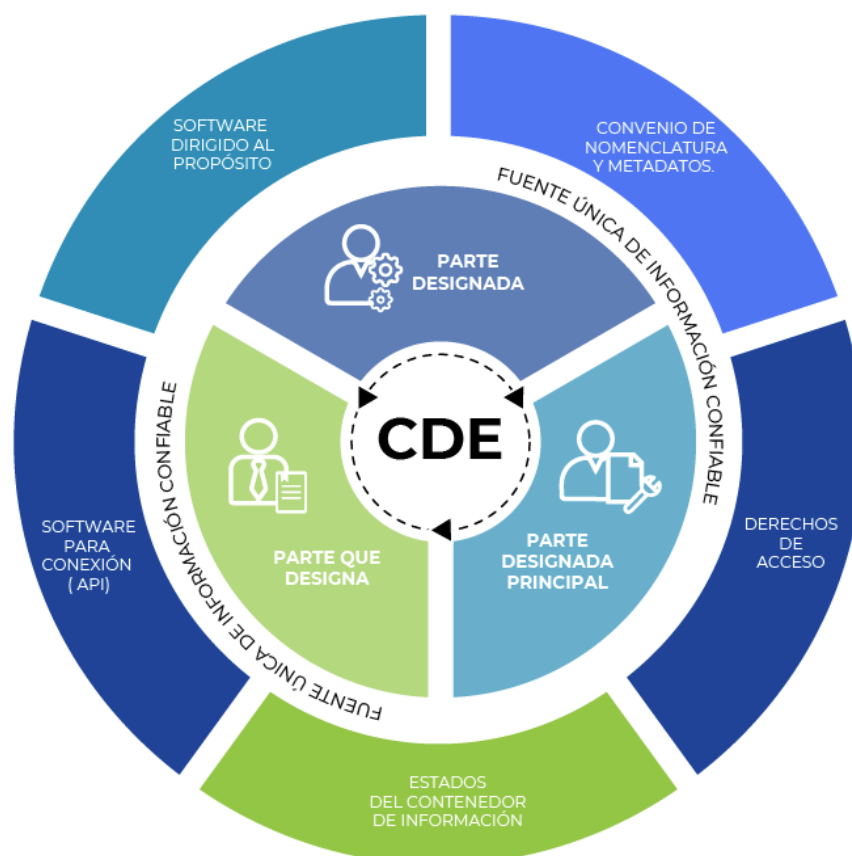 SOFTWARE
DIRIGIDO AL
PROPÓSITO
CONVENIO DE
NOMENCLATURA
Y METADATOS.
FUENTE ÚNICA DE INFORMACIÓN CONFIABLE
PARTE
DESIGNADA
CDE
PARTE QUE
DESIGNA
PARTE
DESIGNADA
PRINCIPAL
FUENTE ÚNICA DE INFORMACIÓN CONFIABLE
SOFTWARE
PARA
CONEXIÓN
( API)
DERECHOS
DE
ACCESO
ESTADOS
DEL CONTENEDOR
DE INFORMACIÓN